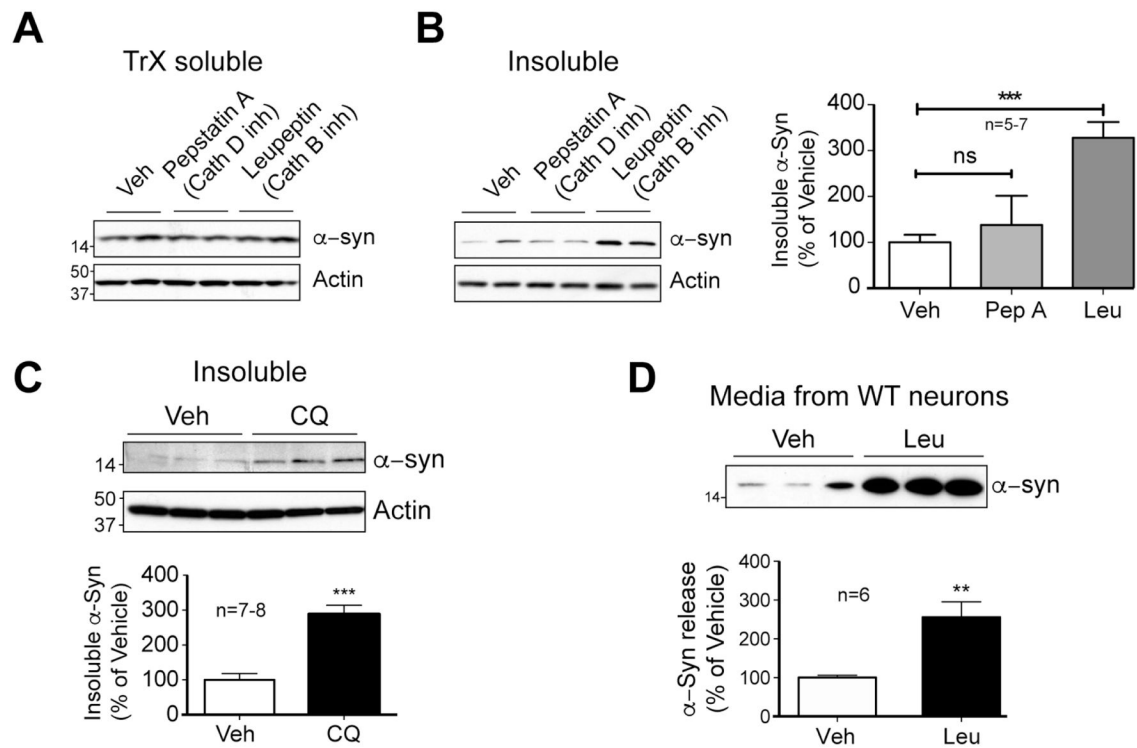 A
TrX soluble
Veh
Pepstatin A
(Cath D inh)
Leupeptin
(Cath B inh)
14
α–syn
50
37
Actin
B
Insoluble
Veh
Pepstatin A
(Cath D inh)
Leupeptin
(Cath B inh)
14
α–syn
50
37
Actin
Insoluble α-Syn
(% of Vehicle)
400
300
200
100
0
***
n=5-7
ns
Veh Pep A Leu
C
Insoluble
Veh CQ
14
α–syn
50
37
Actin
Insoluble α-Syn
(% of Vehicle)
400
300
200
100
0
n=7-8
***
Veh CQ
D
Media from WT neurons
Veh Leu
14
α–syn
α-Syn release
(% of Vehicle)
400
300
200
100
0
n=6
**
Veh Leu